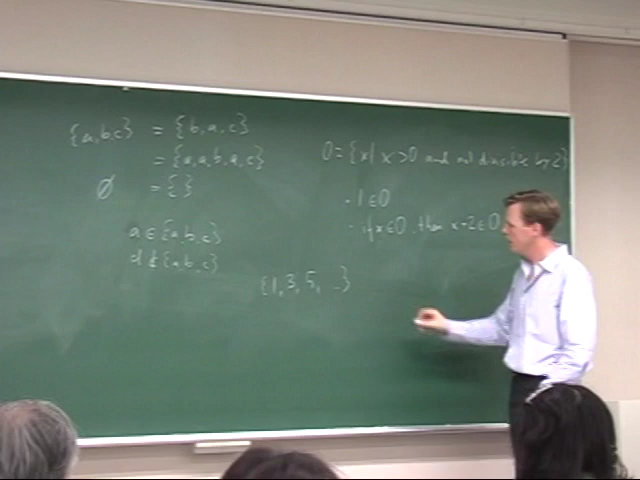 {a,b,c} = {b,a,c}
= {a,a,b,a,c}
∅ = { }
a ∈ {a,b,c}
d ∉ {a,b,c}
O = {x | x > 0 and not divisible by 2}
- 1 ∈ O
- if x ∈ O, then x+2 ∈ O
{1, 3, 5, ...}